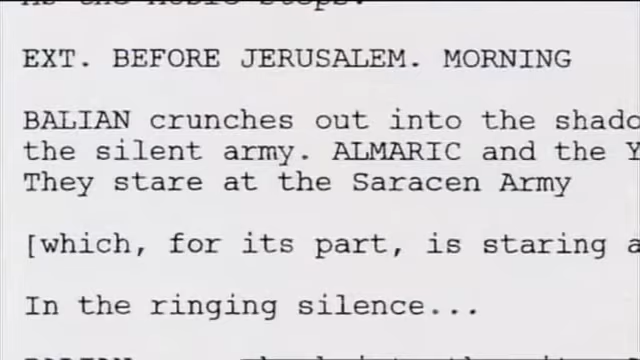 EXT. BEFORE JERUSALEM. MORNING
BALIAN crunches out into the
the silent army. ALMARIC and the
They stare at the Saracen Army
[which, for its part, is staring
In the ringing silence...